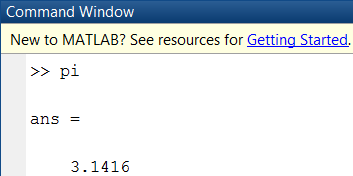 Command Window
New to MATLAB? See resources for Getting Started.
>> pi
ans =
3.1416